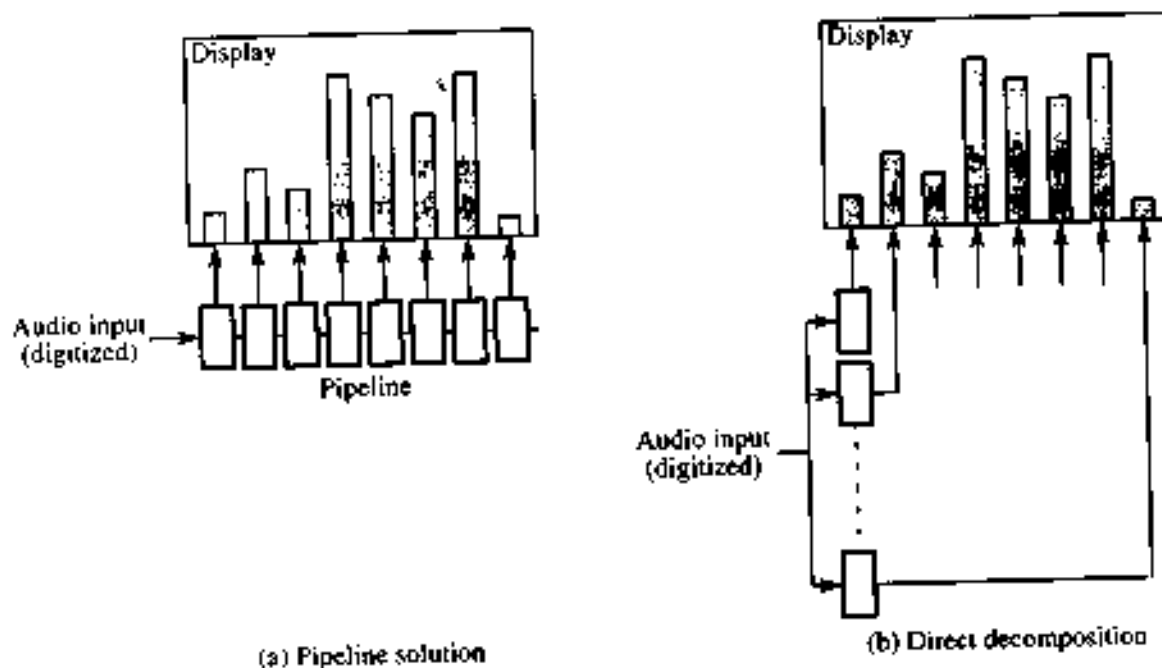 Display
Audio input
(digitized)
Pipeline
(a) Pipeline solution
Display
Audio input
(digitized)
(b) Direct decomposition